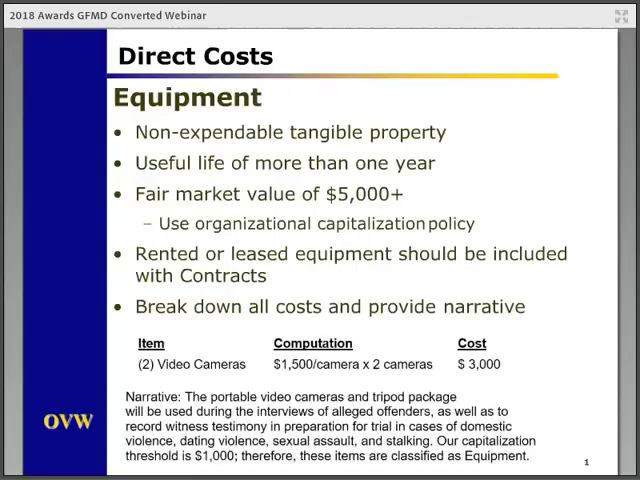 2018 Awards GFMD Converted Webinar
Direct Costs
Equipment
• Non-expendable tangible property
• Useful life of more than one year
• Fair market value of $5,000+
– Use organizational capitalization policy
• Rented or leased equipment should be included
with Contracts
• Break down all costs and provide narrative
Item Computation Cost
(2) Video Cameras $1,500/camera x 2 cameras $ 3,000
Narrative: The portable video cameras and tripod package
will be used during the interviews of alleged offenders, as well as to
record witness testimony in preparation for trial in cases of domestic
violence, dating violence, sexual assault, and stalking. Our capitalization
threshold is $1,000; therefore, these items are classified as Equipment.
OVW
1